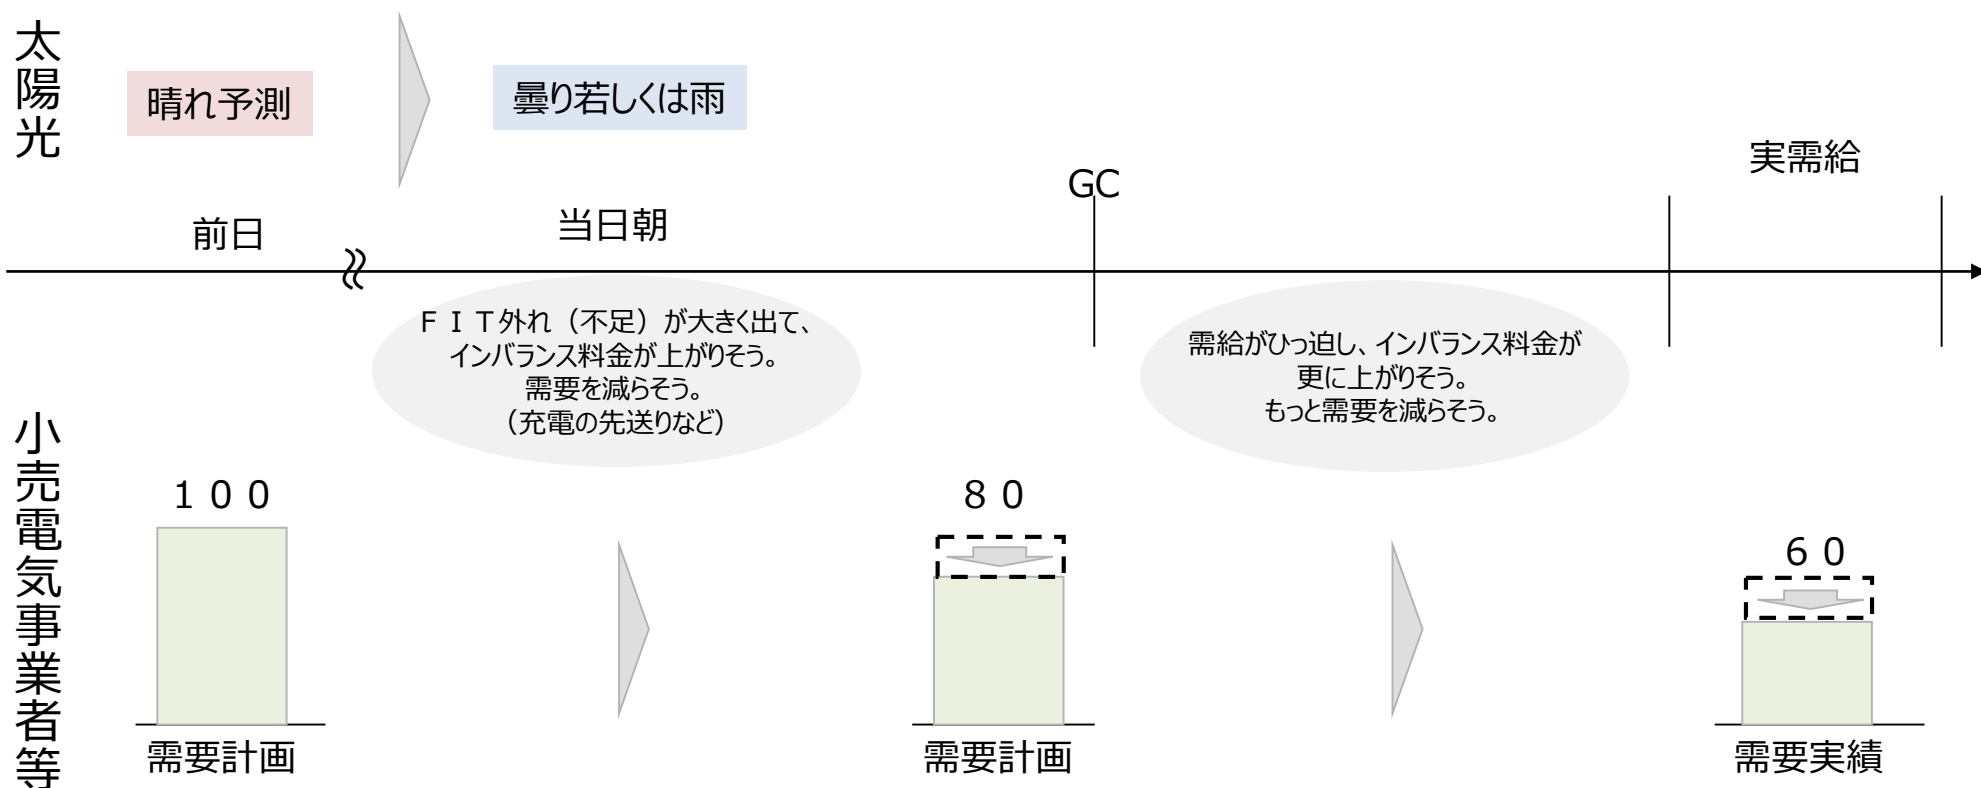 太陽光
晴れ予測
曇り若しくは雨
実需給
GC
前日
当日朝
ＦＩＴ外れ（不足）が大きく出て、
インバランス料金が上がりそう。
需要を減らそう。
（充電の先送りなど）
需給がひっ迫し、インバランス料金が
更に上がりそう。
もっと需要を減らそう。
小売電気事業者等
１００
８０
６０
需要計画
需要計画
需要実績